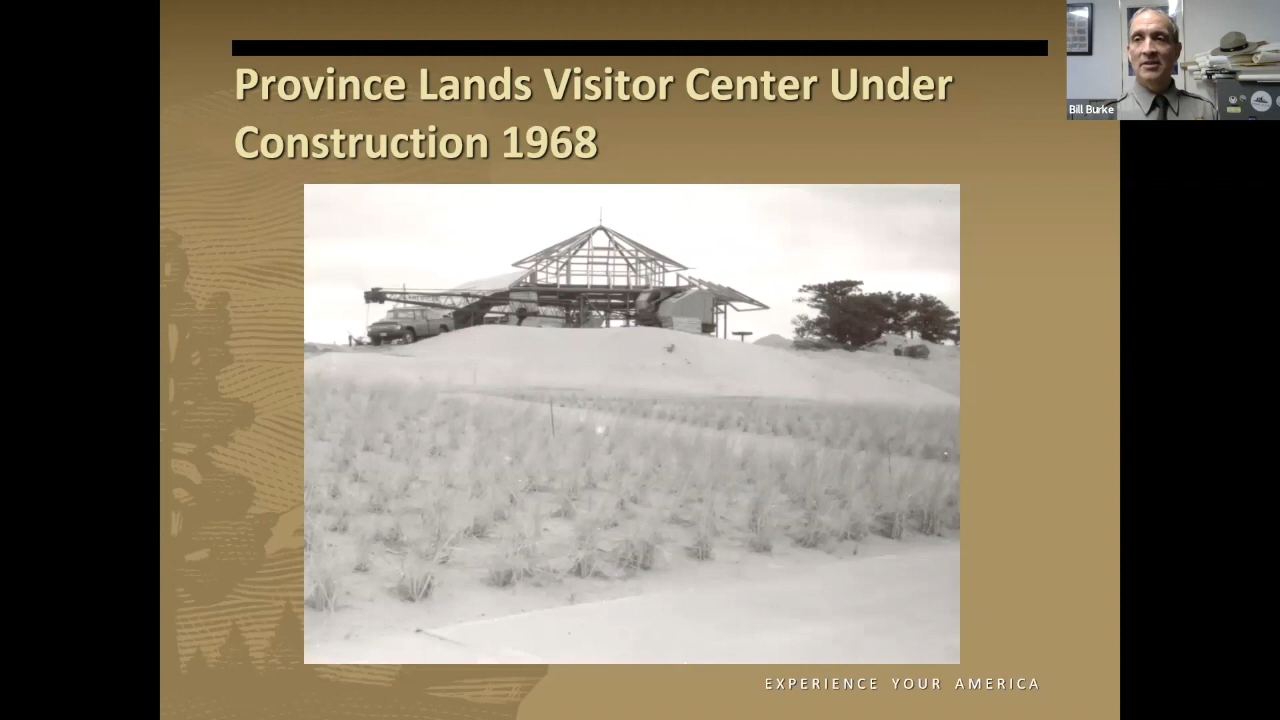 Province Lands Visitor Center Under
Construction 1968
Bill Burke
EXPERIENCE YOUR AMERICA